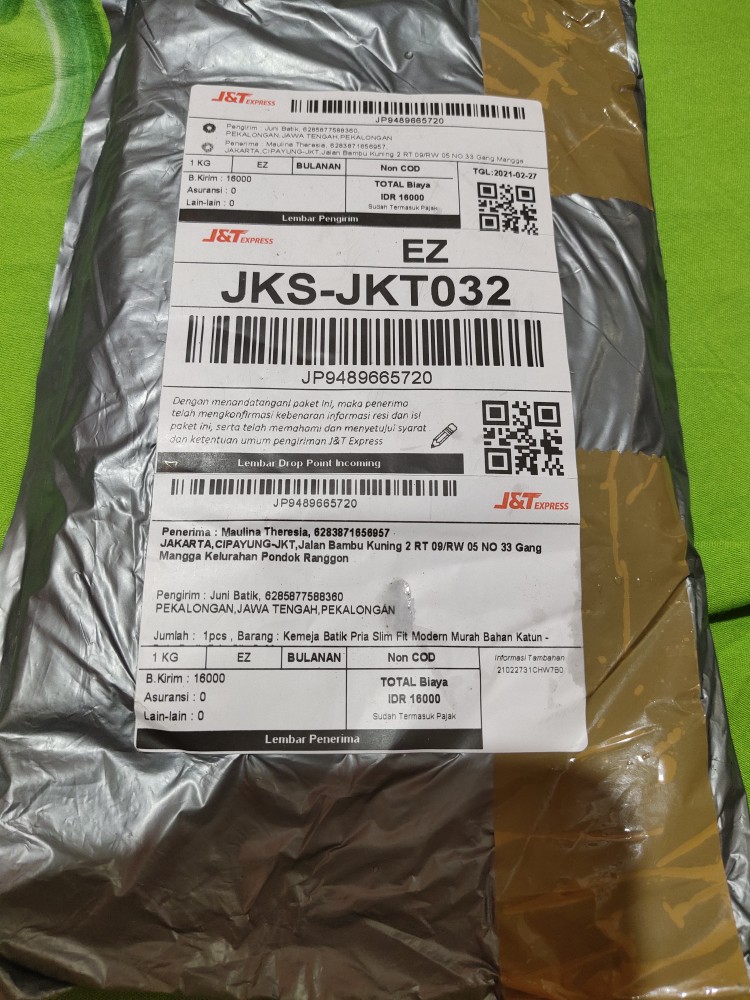 J&T EXPRESS
JP9489665720
Pengirim : Juni Batik, 6285877588360,
PEKALONGAN,JAWA TENGAH,PEKALONGAN
Penerima : Maulina Theresia, 6283871656957,
JAKARTA,CIPAYUNG-JKT,Jalan Bambu Kuning 2 RT 09/RW 05 NO 33 Gang Mangga
1 KG EZ BULANAN Non COD TGL:2021-02-27
B.Kirim : 16000
Asuransi : 0
Lain-lain : 0
TOTAL Biaya
IDR 16000
Sudah Termasuk Pajak
Lembar Pengirim
J&T EXPRESS
EZ
JKS-JKT032
JP9489665720
Dengan menandatangani paket ini, maka penerima
telah mengkonfirmasi kebenaran informasi resi dan isi
paket ini, serta telah memahami dan menyetujui syarat
dan ketentuan umum pengiriman J&T Express
Lembar Drop Point Incoming
JP9489665720
J&T EXPRESS
Penerima : Maulina Theresia, 6283871656957
JAKARTA,CIPAYUNG-JKT,Jalan Bambu Kuning 2 RT 09/RW 05 NO 33 Gang
Mangga Kelurahan Pondok Ranggon
Pengirim : Juni Batik, 6285877588360
PEKALONGAN,JAWA TENGAH,PEKALONGAN
Jumlah : 1pcs , Barang : Kemeja Batik Pria Slim Fit Modern Murah Bahan Katun -
1 KG EZ BULANAN Non COD
Informasi Tambahan
21022731CHW7B0
B.Kirim : 16000
Asuransi : 0
Lain-lain : 0
TOTAL Biaya
IDR 16000
Sudah Termasuk Pajak
Lembar Penerima